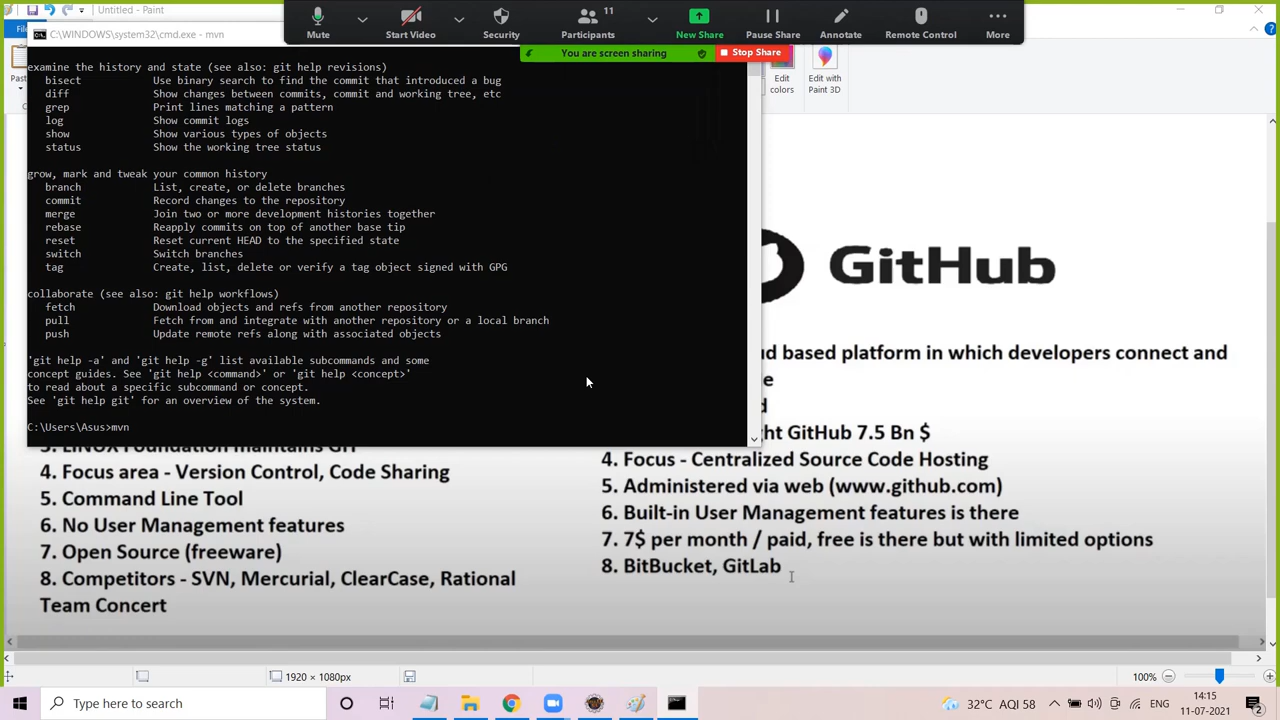 Untitled - Paint
C:\WINDOWS\system32\cmd.exe - mvn
Mute
Start Video
Security
11
Participants
New Share
Pause Share
Annotate
Remote Control
More
You are screen sharing
Stop Share
Edit colors
Edit with Paint 3D
examine the history and state (see also: git help revisions)
bisect Use binary search to find the commit that introduced a bug
diff Show changes between commits, commit and working tree, etc
grep Print lines matching a pattern
log Show commit logs
show Show various types of objects
status Show the working tree status
grow, mark and tweak your common history
branch List, create, or delete branches
commit Record changes to the repository
merge Join two or more development histories together
rebase Reapply commits on top of another base tip
reset Reset current HEAD to the specified state
switch Switch branches
tag Create, list, delete or verify a tag object signed with GPG
collaborate (see also: git help workflows)
fetch Download objects and refs from another repository
pull Fetch from and integrate with another repository or a local branch
push Update remote refs along with associated objects
'git help -a' and 'git help -g' list available subcommands and some
concept guides. See 'git help <command>' or 'git help <concept>'
to read about a specific subcommand or concept.
See 'git help git' for an overview of the system.
C:\Users\Asus>mvn
4. Focus area - Version Control, Code Sharing
5. Command Line Tool
6. No User Management features
7. Open Source (freeware)
8. Competitors - SVN, Mercurial, ClearCase, Rational
Team Concert
GitHub
based platform in which developers connect and
GitHub 7.5 Bn $
4. Focus - Centralized Source Code Hosting
5. Administered via web (www.github.com)
6. Built-in User Management features is there
7. 7$ per month / paid, free is there but with limited options
8. BitBucket, GitLab
1920 × 1080px
100%
Type here to search
32°C AQI 58
ENG
14:15
11-07-2021
2